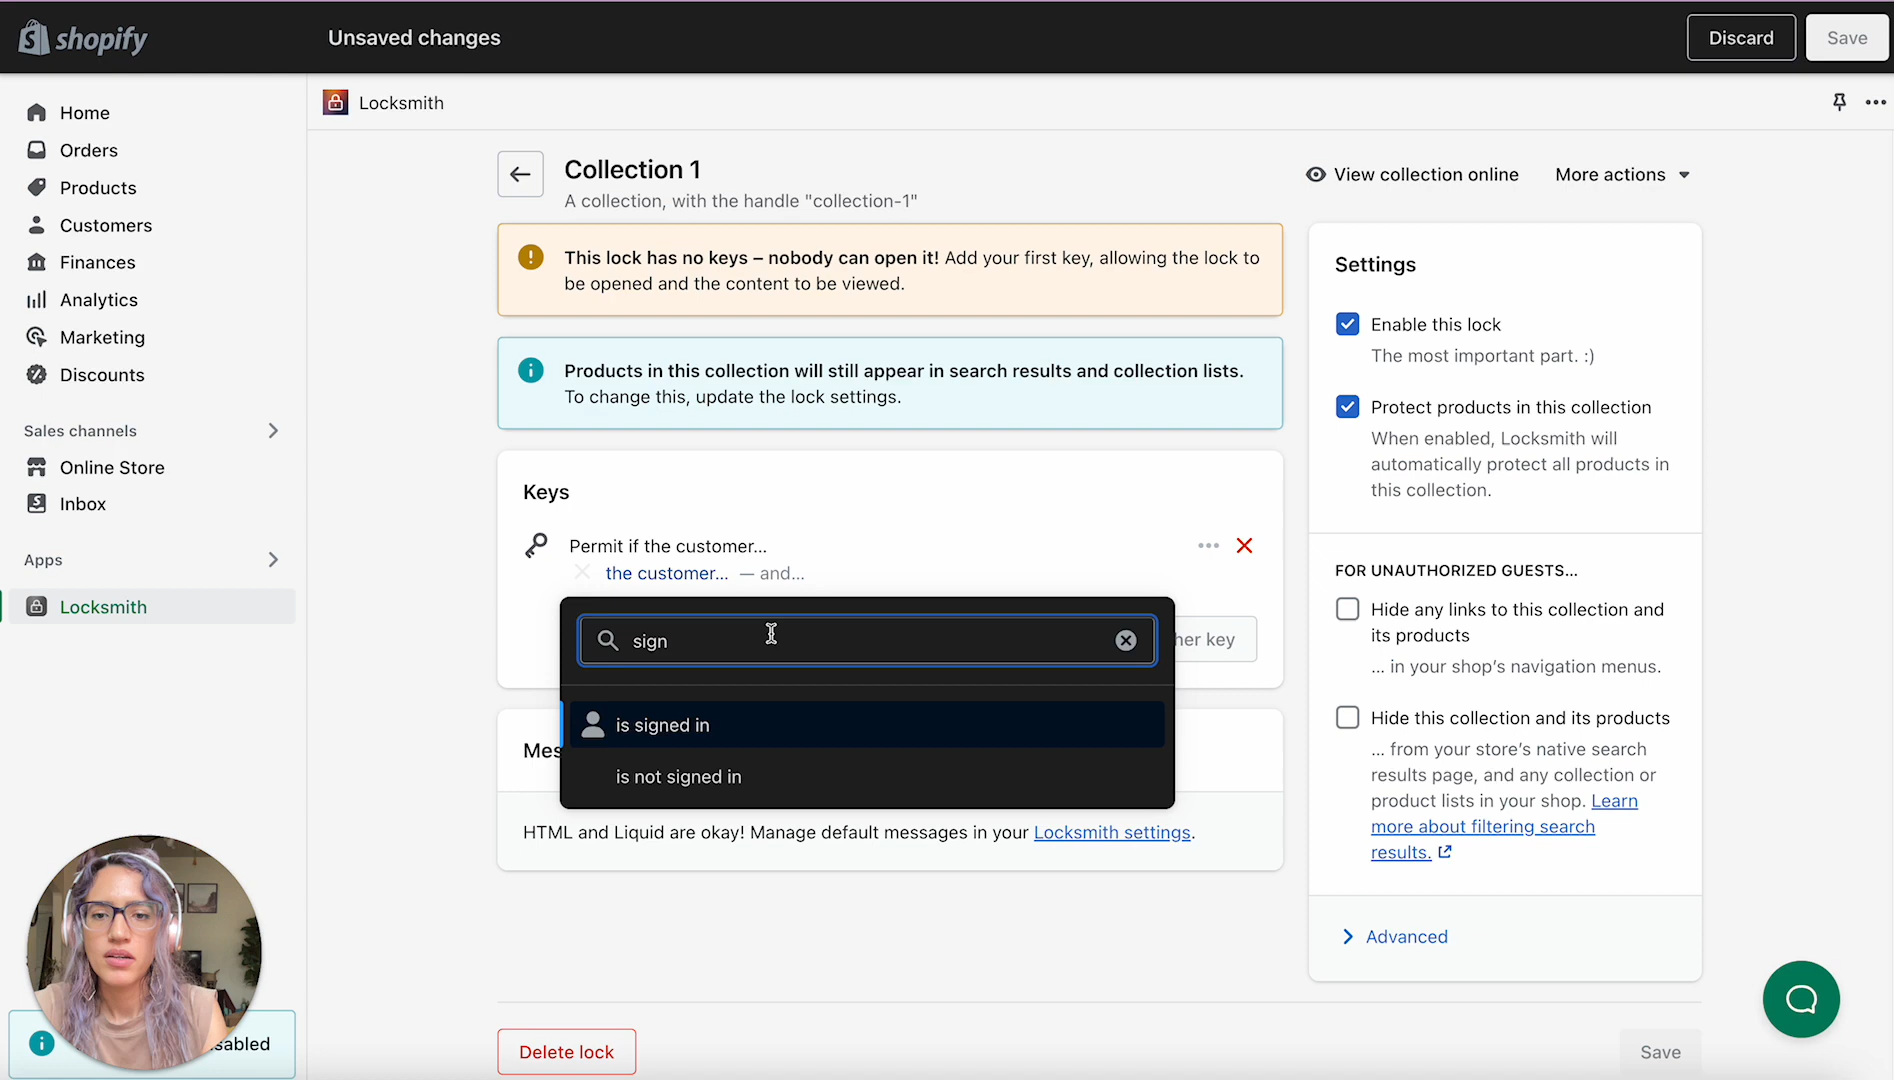 shopify
Unsaved changes
Discard
Save
Home
Orders
Products
Customers
Finances
Analytics
Marketing
Discounts
Sales channels
Online Store
Inbox
Apps
Locksmith
sabled
Locksmith
Collection 1
A collection, with the handle "collection-1"
View collection online
More actions
This lock has no keys – nobody can open it! Add your first key, allowing the lock to
be opened and the content to be viewed.
Products in this collection will still appear in search results and collection lists.
To change this, update the lock settings.
Keys
Permit if the customer...
the customer... — and...
sign
her key
is signed in
is not signed in
Mes
HTML and Liquid are okay! Manage default messages in your Locksmith settings.
Delete lock
Save
Settings
Enable this lock
The most important part. :)
Protect products in this collection
When enabled, Locksmith will
automatically protect all products in
this collection.
FOR UNAUTHORIZED GUESTS...
Hide any links to this collection and
its products
... in your shop's navigation menus.
Hide this collection and its products
... from your store's native search
results page, and any collection or
product lists in your shop. Learn
more about filtering search
results.
Advanced